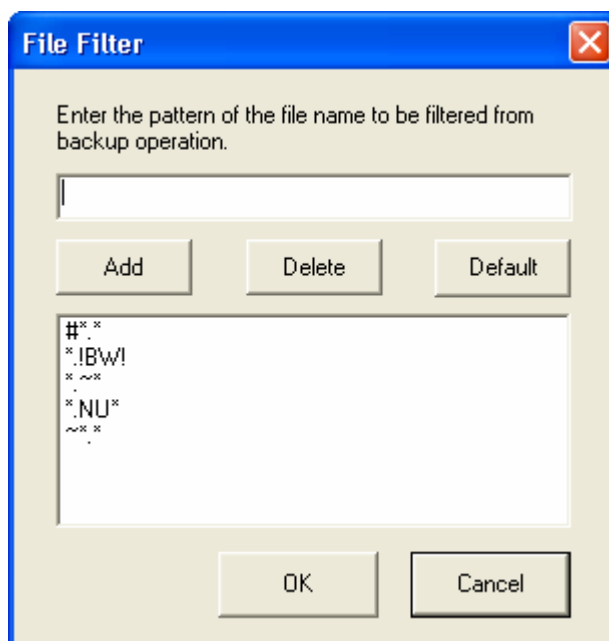 File Filter
Enter the pattern of the file name to be filtered from
backup operation.
Add Delete Default
#*.*
*.!BW!
*.~*
*.NU*
~*.*
OK Cancel